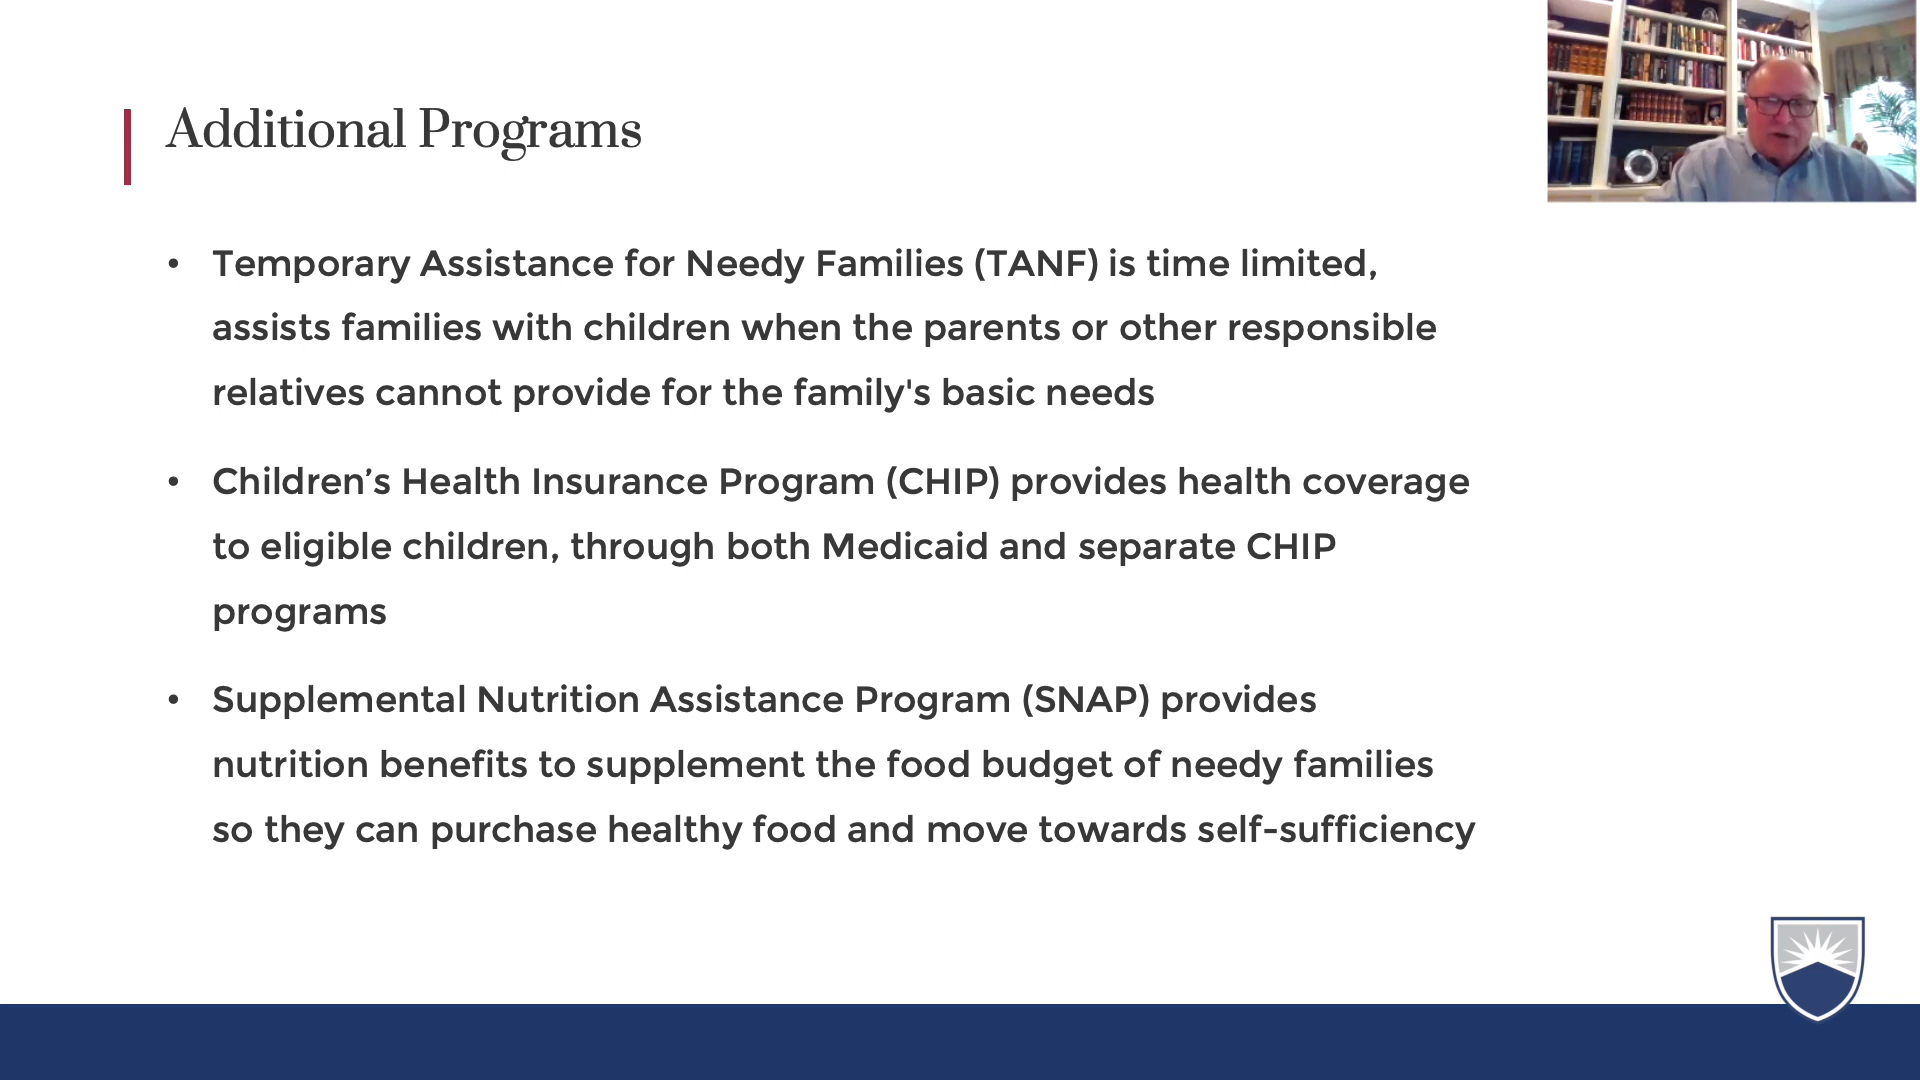 Additional Programs
• Temporary Assistance for Needy Families (TANF) is time limited,
assists families with children when the parents or other responsible
relatives cannot provide for the family's basic needs
• Children’s Health Insurance Program (CHIP) provides health coverage
to eligible children, through both Medicaid and separate CHIP
programs
• Supplemental Nutrition Assistance Program (SNAP) provides
nutrition benefits to supplement the food budget of needy families
so they can purchase healthy food and move towards self-sufficiency